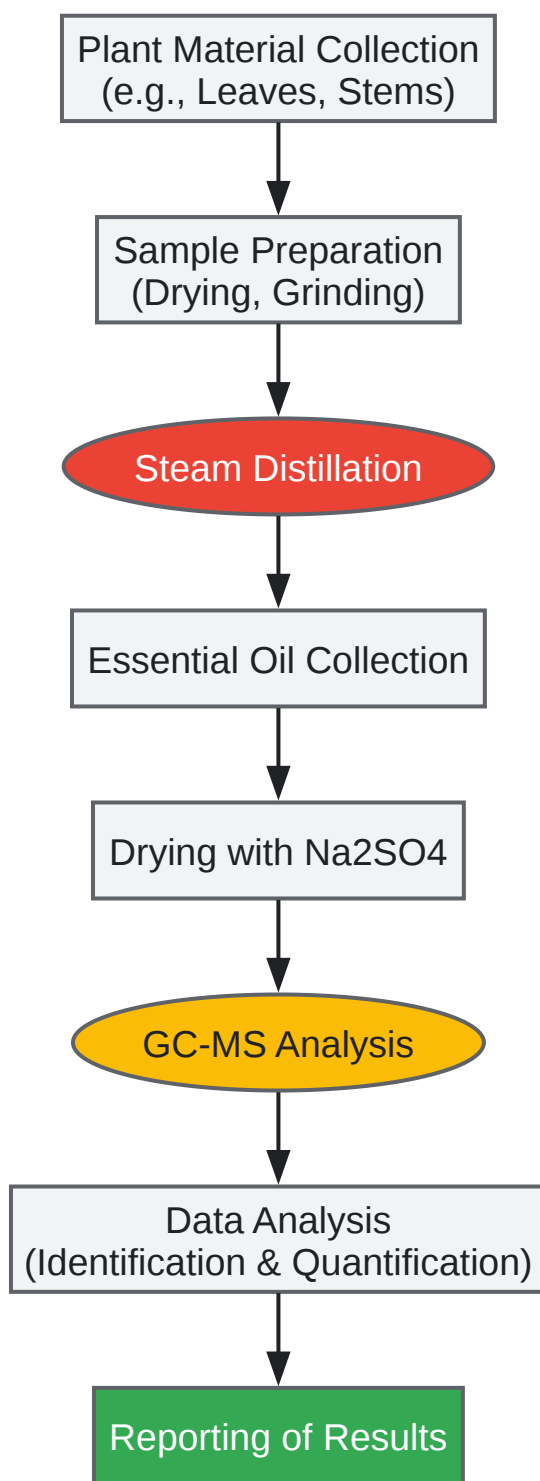 Plant Material Collection
(e.g., Leaves, Stems)
Sample Preparation
(Drying, Grinding)
Steam Distillation
Essential Oil Collection
Drying with Na2SO4
GC-MS Analysis
Data Analysis
(Identification & Quantification)
Reporting of Results